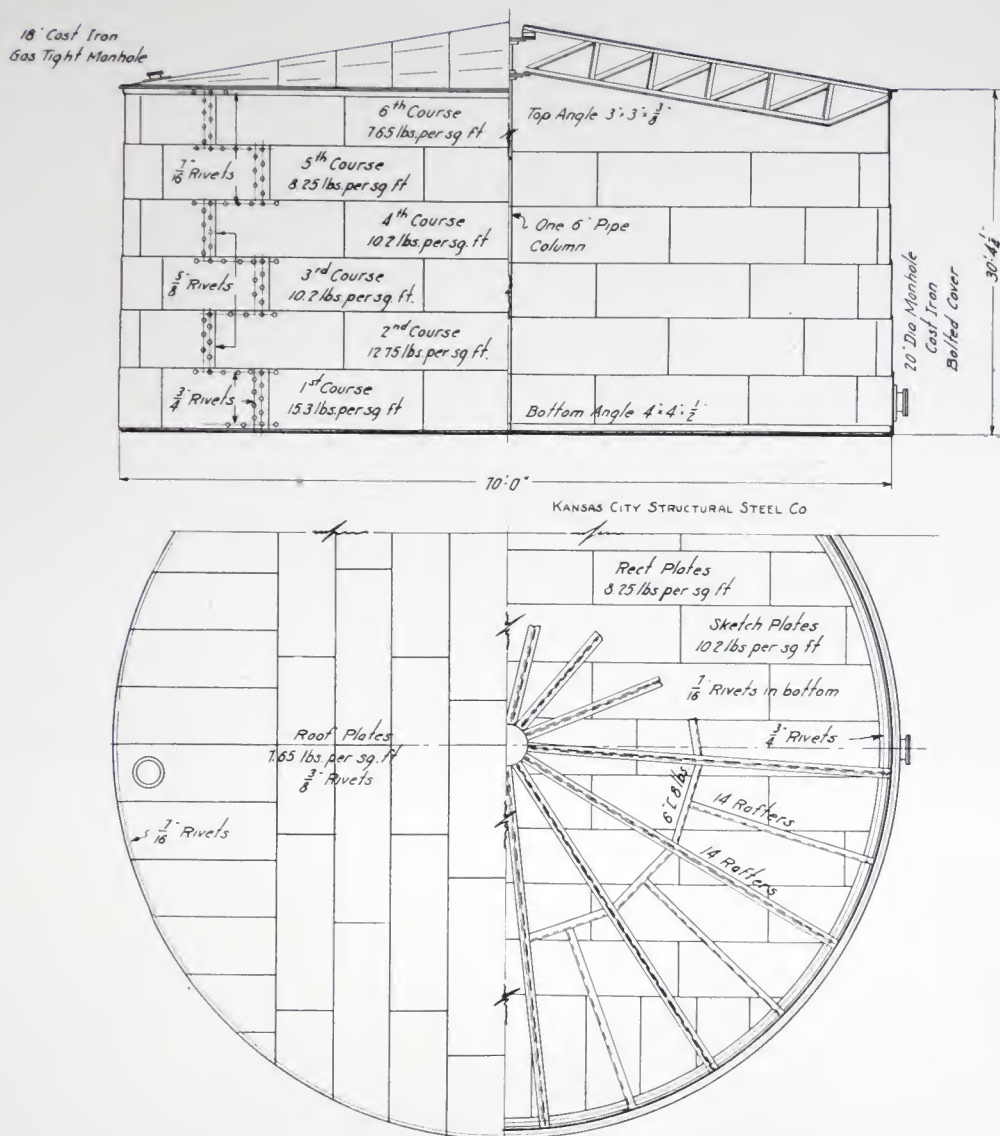 18" Cast Iron
Gas Tight Manhole
6th Course
7.65 lbs. per sq ft
Top Angle 3" x 3" x 3/8"
7/16" Rivets
5th Course
8.25 lbs. per sq ft
4th Course
10.2 lbs. per sq. ft
One 6" Pipe
Column
5/8" Rivets
3rd Course
10.2 lbs. per sq. ft.
2nd Course
12.75 lbs. per sq. ft.
3/4" Rivets
1st Course
15.3 lbs. per sq ft
Bottom Angle 4" x 4" x 1/2"
20" Dia Manhole
Cast Iron
Bolted Cover
70'-0"
KANSAS CITY STRUCTURAL STEEL CO
Rect Plates
8.25 lbs per sq ft
Sketch Plates
10.2 lbs per sq ft
7/16" Rivets in bottom
3/4" Rivets
Roof Plates
7.65 lbs. per sq. ft
3/8" Rivets
6" [ 8 lbs
14 Rafters
14 Rafters
7/16" Rivets